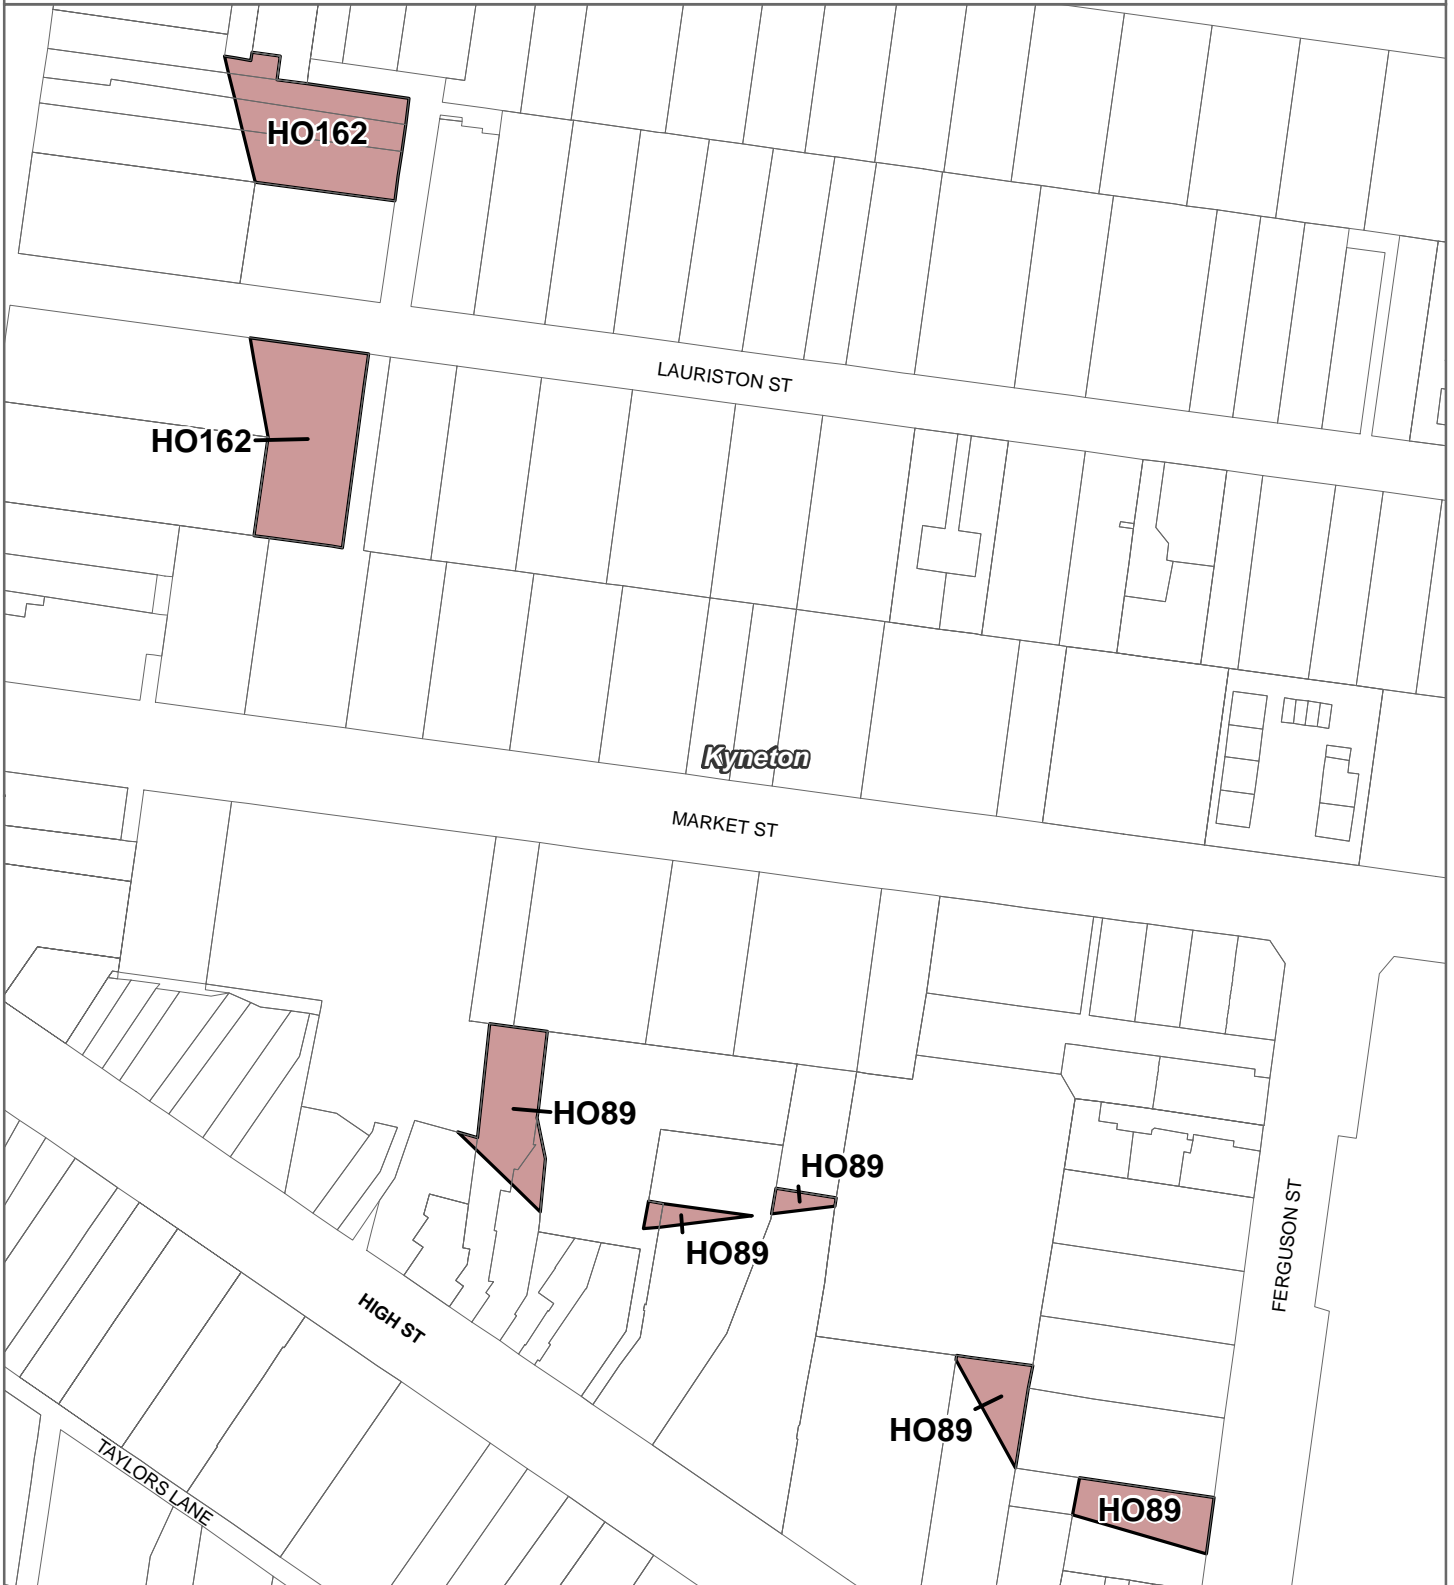 HO162
LAURISTON ST
HO162
Kyneton
MARKET ST
HO89
HO89
HO89
FERGUSON ST
HIGH ST
HO89
TAYLORS LANE
HO89